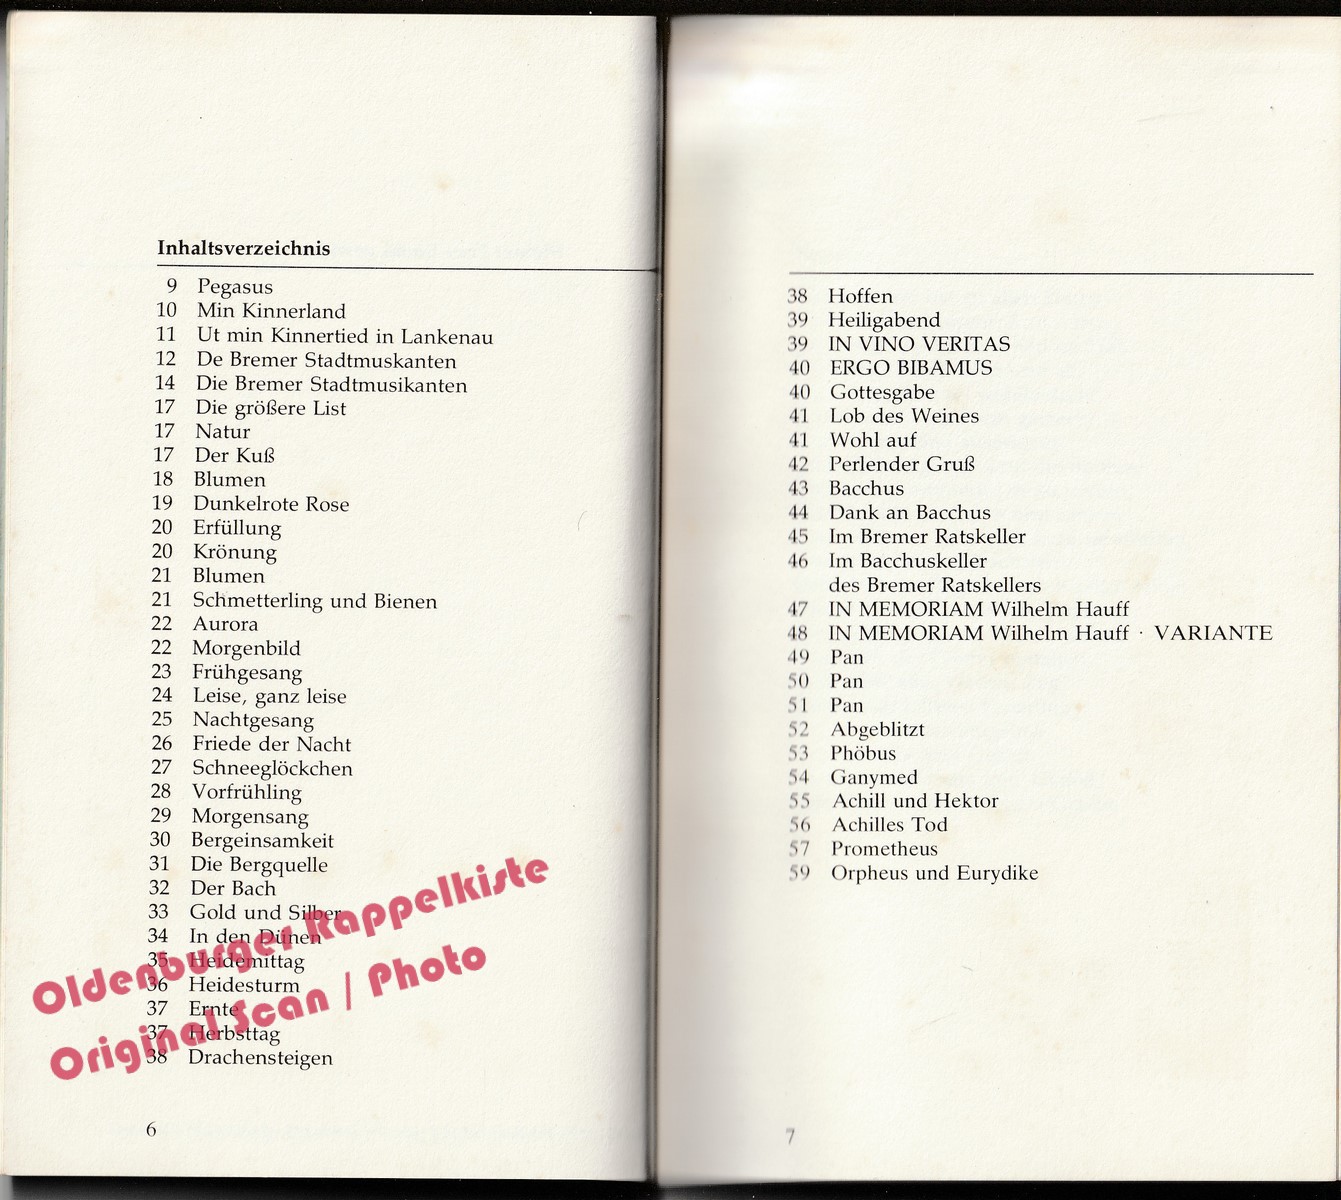 Inhaltsverzeichnis
9 Pegasus
10 Min Kinnerland
11 Ut min Kinnertied in Lankenau
12 De Bremer Stadtmuskanten
14 Die Bremer Stadtmusikanten
17 Die größere List
17 Natur
17 Der Kuß
18 Blumen
19 Dunkelrote Rose
20 Erfüllung
20 Krönung
21 Blumen
21 Schmetterling und Bienen
22 Aurora
22 Morgenbild
23 Frühgesang
24 Leise, ganz leise
25 Nachtgesang
26 Friede der Nacht
27 Schneeglöckchen
28 Vorfrühling
29 Morgensang
30 Bergeinsamkeit
31 Die Bergquelle
32 Der Bach
33 Gold und Silber
34 In den Dünen
35 Heidemittag
36 Heidesturm
37 Ernte
37 Herbsttag
38 Drachensteigen
Oldenburger Rappelkiste
Original Scan / Photo
6
38 Hoffen
39 Heiligabend
39 IN VINO VERITAS
40 ERGO BIBAMUS
40 Gottesgabe
41 Lob des Weines
41 Wohl auf
42 Perlender Gruß
43 Bacchus
44 Dank an Bacchus
45 Im Bremer Ratskeller
46 Im Bacchuskeller
des Bremer Ratskellers
47 IN MEMORIAM Wilhelm Hauff
48 IN MEMORIAM Wilhelm Hauff · VARIANTE
49 Pan
50 Pan
51 Pan
52 Abgeblitzt
53 Phöbus
54 Ganymed
55 Achill und Hektor
56 Achilles Tod
57 Prometheus
59 Orpheus und Eurydike
7